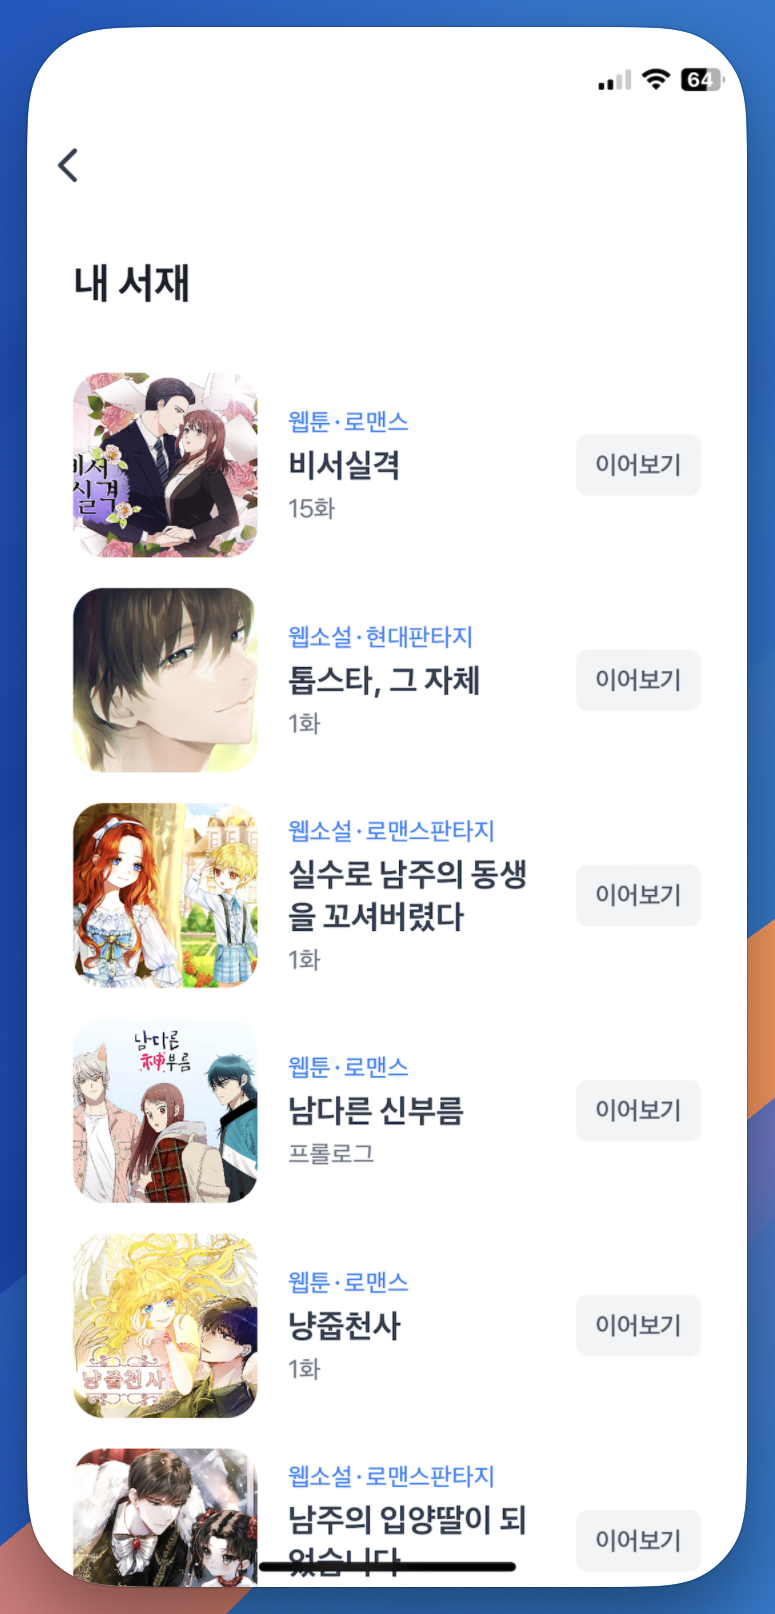 64
내 서재
비서
실격
웹툰·로맨스
비서실격
15화
이어보기
웹소설·현대판타지
톱스타, 그 자체
1화
이어보기
웹소설·로맨스판타지
실수로 남주의 동생
을 꼬셔버렸다
1화
이어보기
남다른
神부름
웹툰·로맨스
남다른 신부름
프롤로그
이어보기
냥줍천사
웹툰·로맨스
냥줍천사
1화
이어보기
웹소설·로맨스판타지
남주의 입양딸이 되
었습니다
이어보기